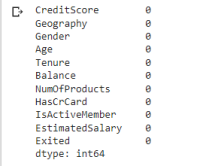 CreditScore 0
Geography 0
Gender 0
Age 0
Tenure 0
Balance 0
NumOfProducts 0
HasCrCard 0
IsActiveMember 0
EstimatedSalary 0
Exited 0
dtype: int64